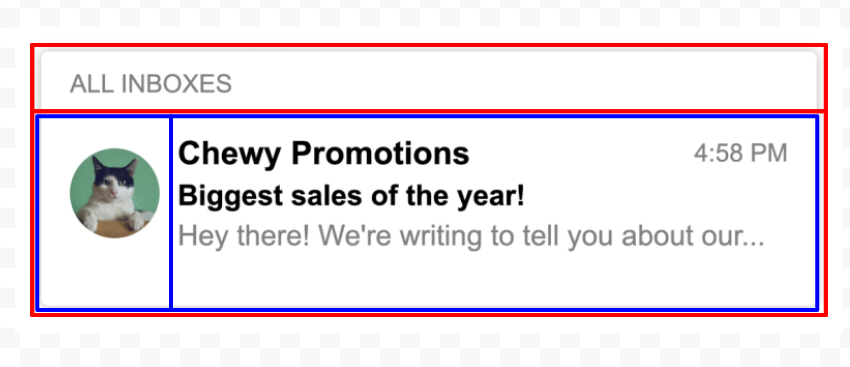 ALL INBOXES
Chewy Promotions 4:58 PM
Biggest sales of the year!
Hey there! We're writing to tell you about our...